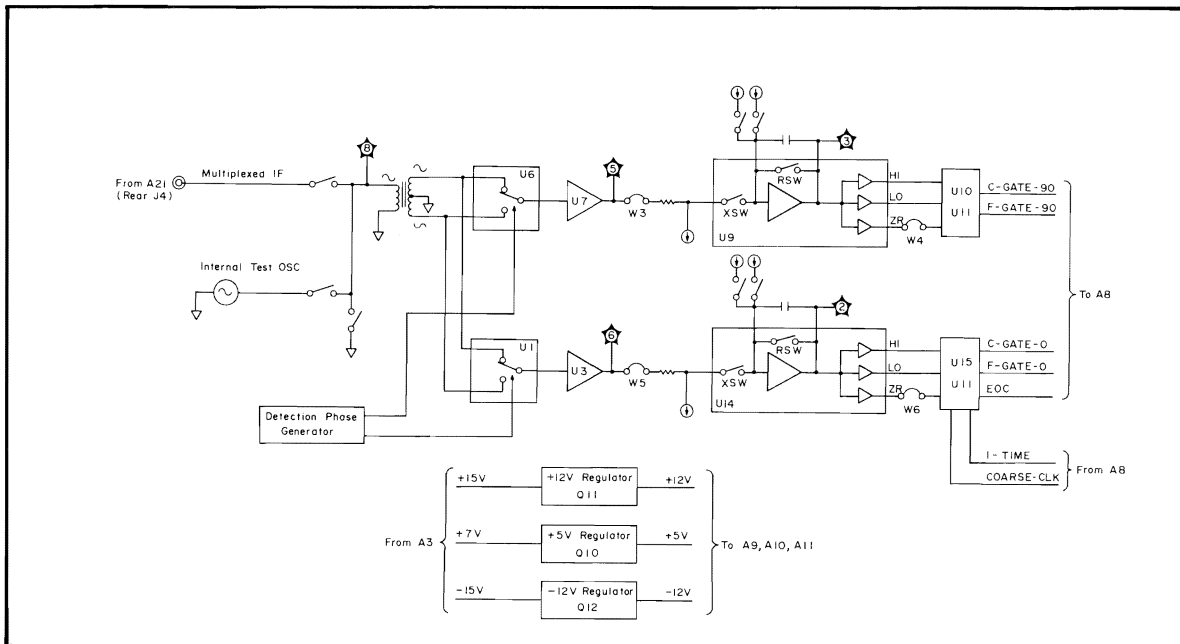 8
U6
5
3
From A21
(Rear J4)
Multiplexed IF
U7
W3
XSW
RSW
U9
HI
LO
ZR
W4
U10
U11
C-GATE-90
F-GATE-90
Internal Test OSC
To A8
U1
6
2
U3
W5
XSW
RSW
U14
HI
LO
ZR
W6
U15
U11
C-GATE-0
F-GATE-0
EOC
Detection Phase
Generator
I-TIME
COARSE-CLK
From A8
From A3
+15V
+12V Regulator
Q11
+12V
+7V
+5V Regulator
Q10
+5V
-15V
-12V Regulator
Q12
-12V
To A9, A10, A11